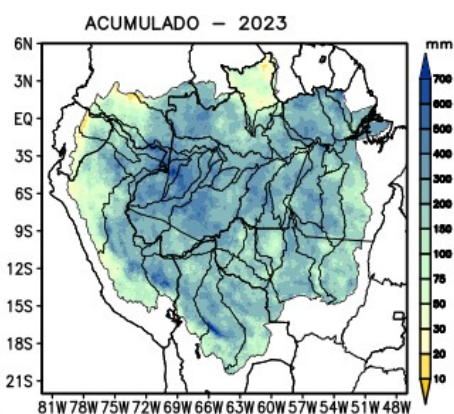 ACUMULADO – 2023
mm
6N
3N
EQ
3S
6S
9S
12S
15S
18S
21S
700
600
500
400
300
200
150
100
75
50
30
20
10
81W 78W 75W 72W 69W 66W 63W 60W 57W 54W 51W 48W